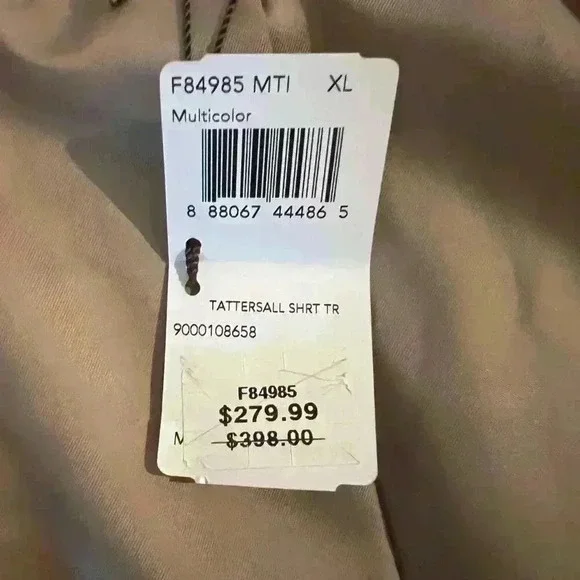 F84985 MTI XL
Multicolor
8 88067 44486 5
TATTERSALL SHRT TR
9000108658
F84985
$279.99
M $398.00